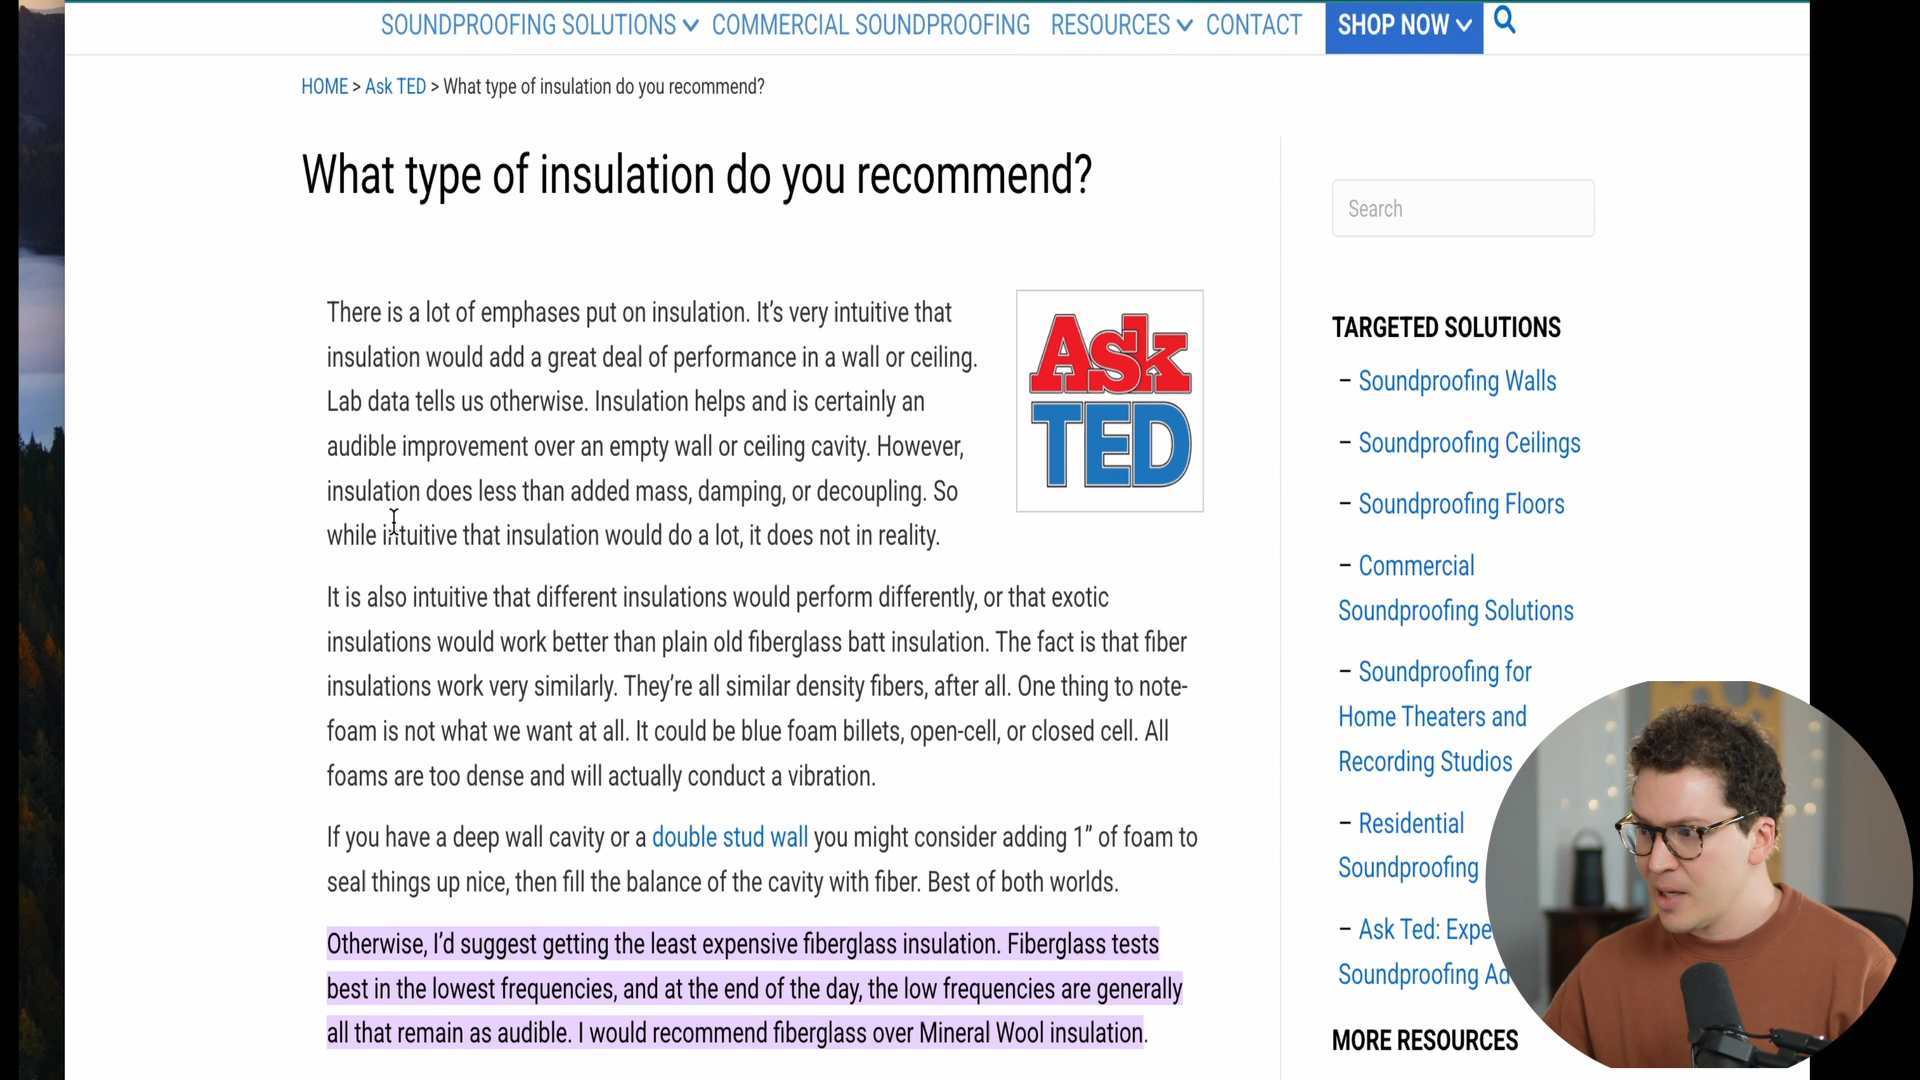 SOUNDPROOFING SOLUTIONS COMMERCIAL SOUNDPROOFING RESOURCES CONTACT SHOP NOW
HOME > Ask TED > What type of insulation do you recommend?
What type of insulation do you recommend?
There is a lot of emphases put on insulation. It’s very intuitive that
insulation would add a great deal of performance in a wall or ceiling.
Lab data tells us otherwise. Insulation helps and is certainly an
audible improvement over an empty wall or ceiling cavity. However,
insulation does less than added mass, damping, or decoupling. So
while intuitive that insulation would do a lot, it does not in reality.
Ask
TED
It is also intuitive that different insulations would perform differently, or that exotic
insulations would work better than plain old fiberglass batt insulation. The fact is that fiber
insulations work very similarly. They’re all similar density fibers, after all. One thing to note-
foam is not what we want at all. It could be blue foam billets, open-cell, or closed cell. All
foams are too dense and will actually conduct a vibration.
If you have a deep wall cavity or a double stud wall you might consider adding 1” of foam to
seal things up nice, then fill the balance of the cavity with fiber. Best of both worlds.
Otherwise, I’d suggest getting the least expensive fiberglass insulation. Fiberglass tests
best in the lowest frequencies, and at the end of the day, the low frequencies are generally
all that remain as audible. I would recommend fiberglass over Mineral Wool insulation.
Search
TARGETED SOLUTIONS
– Soundproofing Walls
– Soundproofing Ceilings
– Soundproofing Floors
– Commercial
Soundproofing Solutions
– Soundproofing for
Home Theaters and
Recording Studios
– Residential
Soundproofing
– Ask Ted: Expe
Soundproofing Ad
MORE RESOURCES